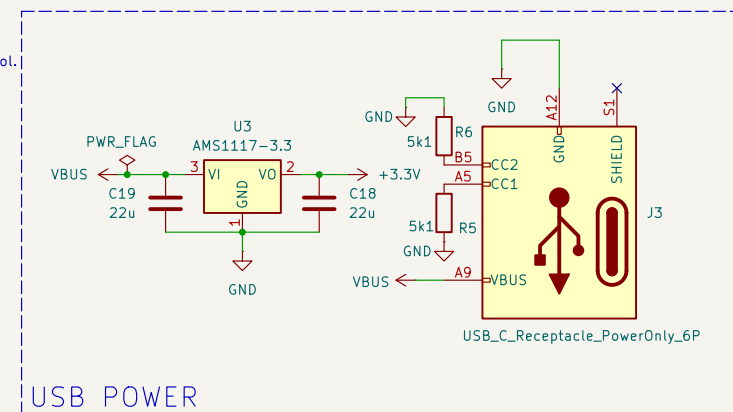 ol.
PWR_FLAG
VBUS
C19
22u
U3
AMS1117-3.3
3
VI
VO
2
GND
1
GND
C18
22u
+3.3V
GND
R6
5k1
B5
CC2
A5
CC1
5k1
R5
GND
VBUS
A9
VBUS
GND
A12
GND
S1
SHIELD
J3
USB_C_Receptacle_PowerOnly_6P
USB POWER